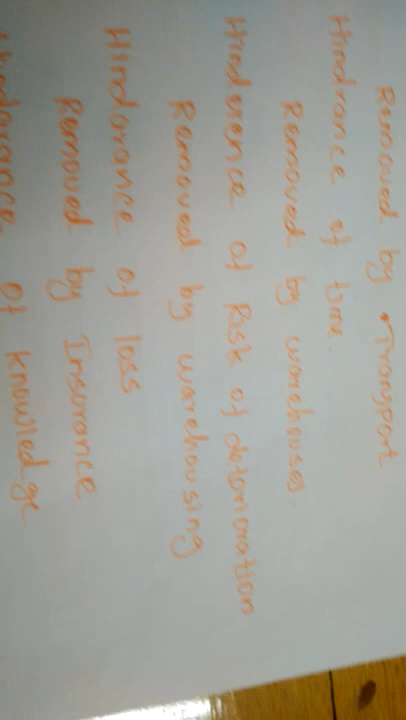 Removed by Transport
Hindrance of time.
Removed by warehouses.
Hinderence of Risk of detorioration
Removed by warehousing
Hindorance of loss
Removed by Insurance
of knowledge